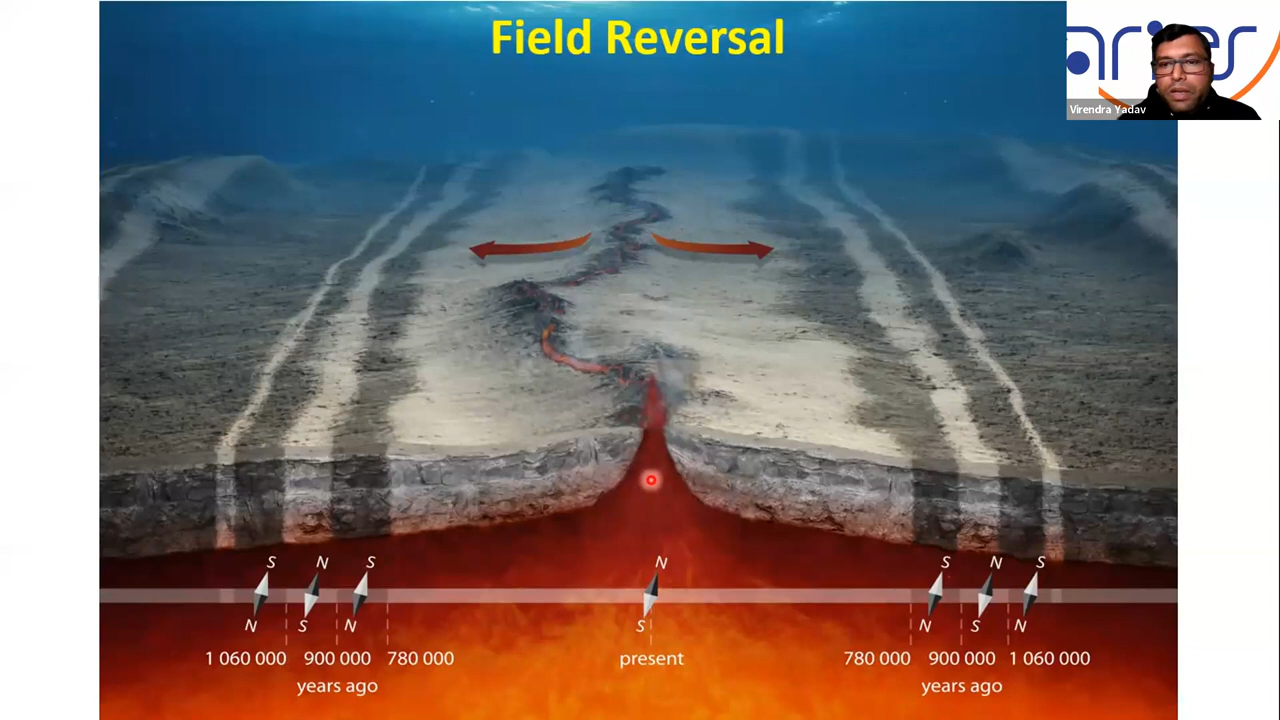 Field Reversal
aries
Virendra Yadav
S N S N S N S
N S N S N S N
1 060 000 900 000 780 000 present 780 000 900 000 1 060 000
years ago years ago